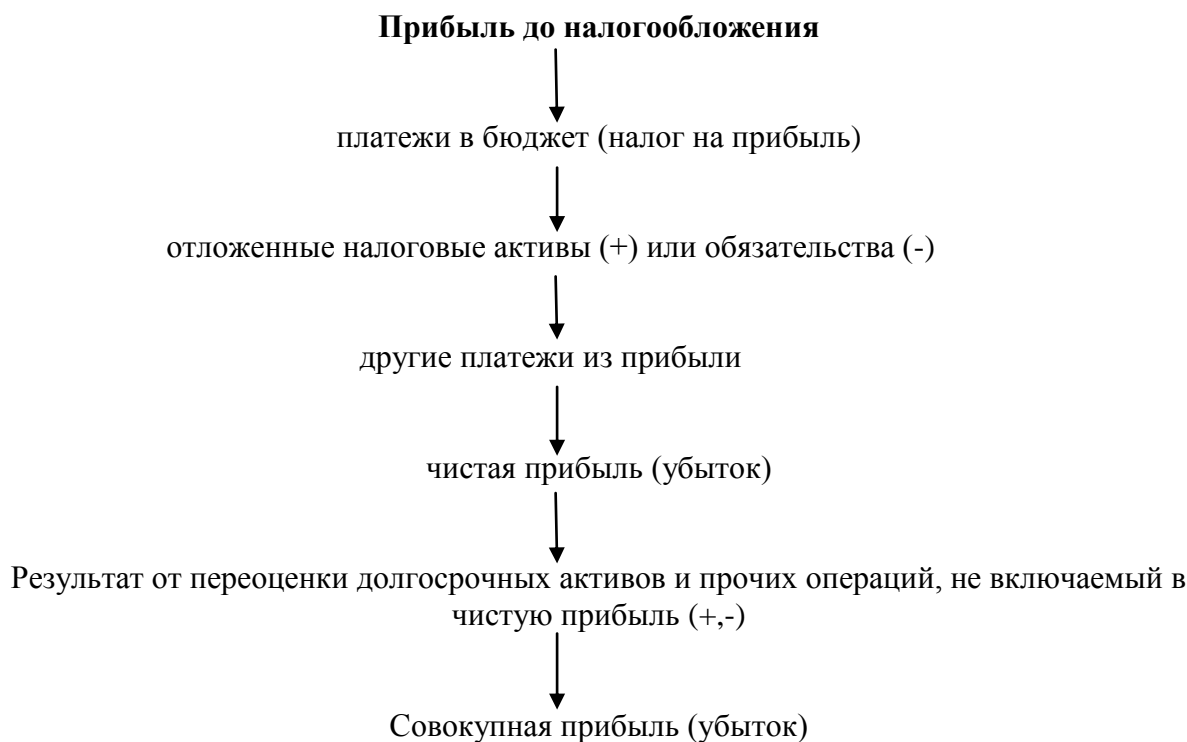 Прибыль до налогообложения
платежи в бюджет (налог на прибыль)
отложенные налоговые активы (+) или обязательства (-)
другие платежи из прибыли
чистая прибыль (убыток)
Результат от переоценки долгосрочных активов и прочих операций, не включаемый в
чистую прибыль (+,-)
Совокупная прибыль (убыток)